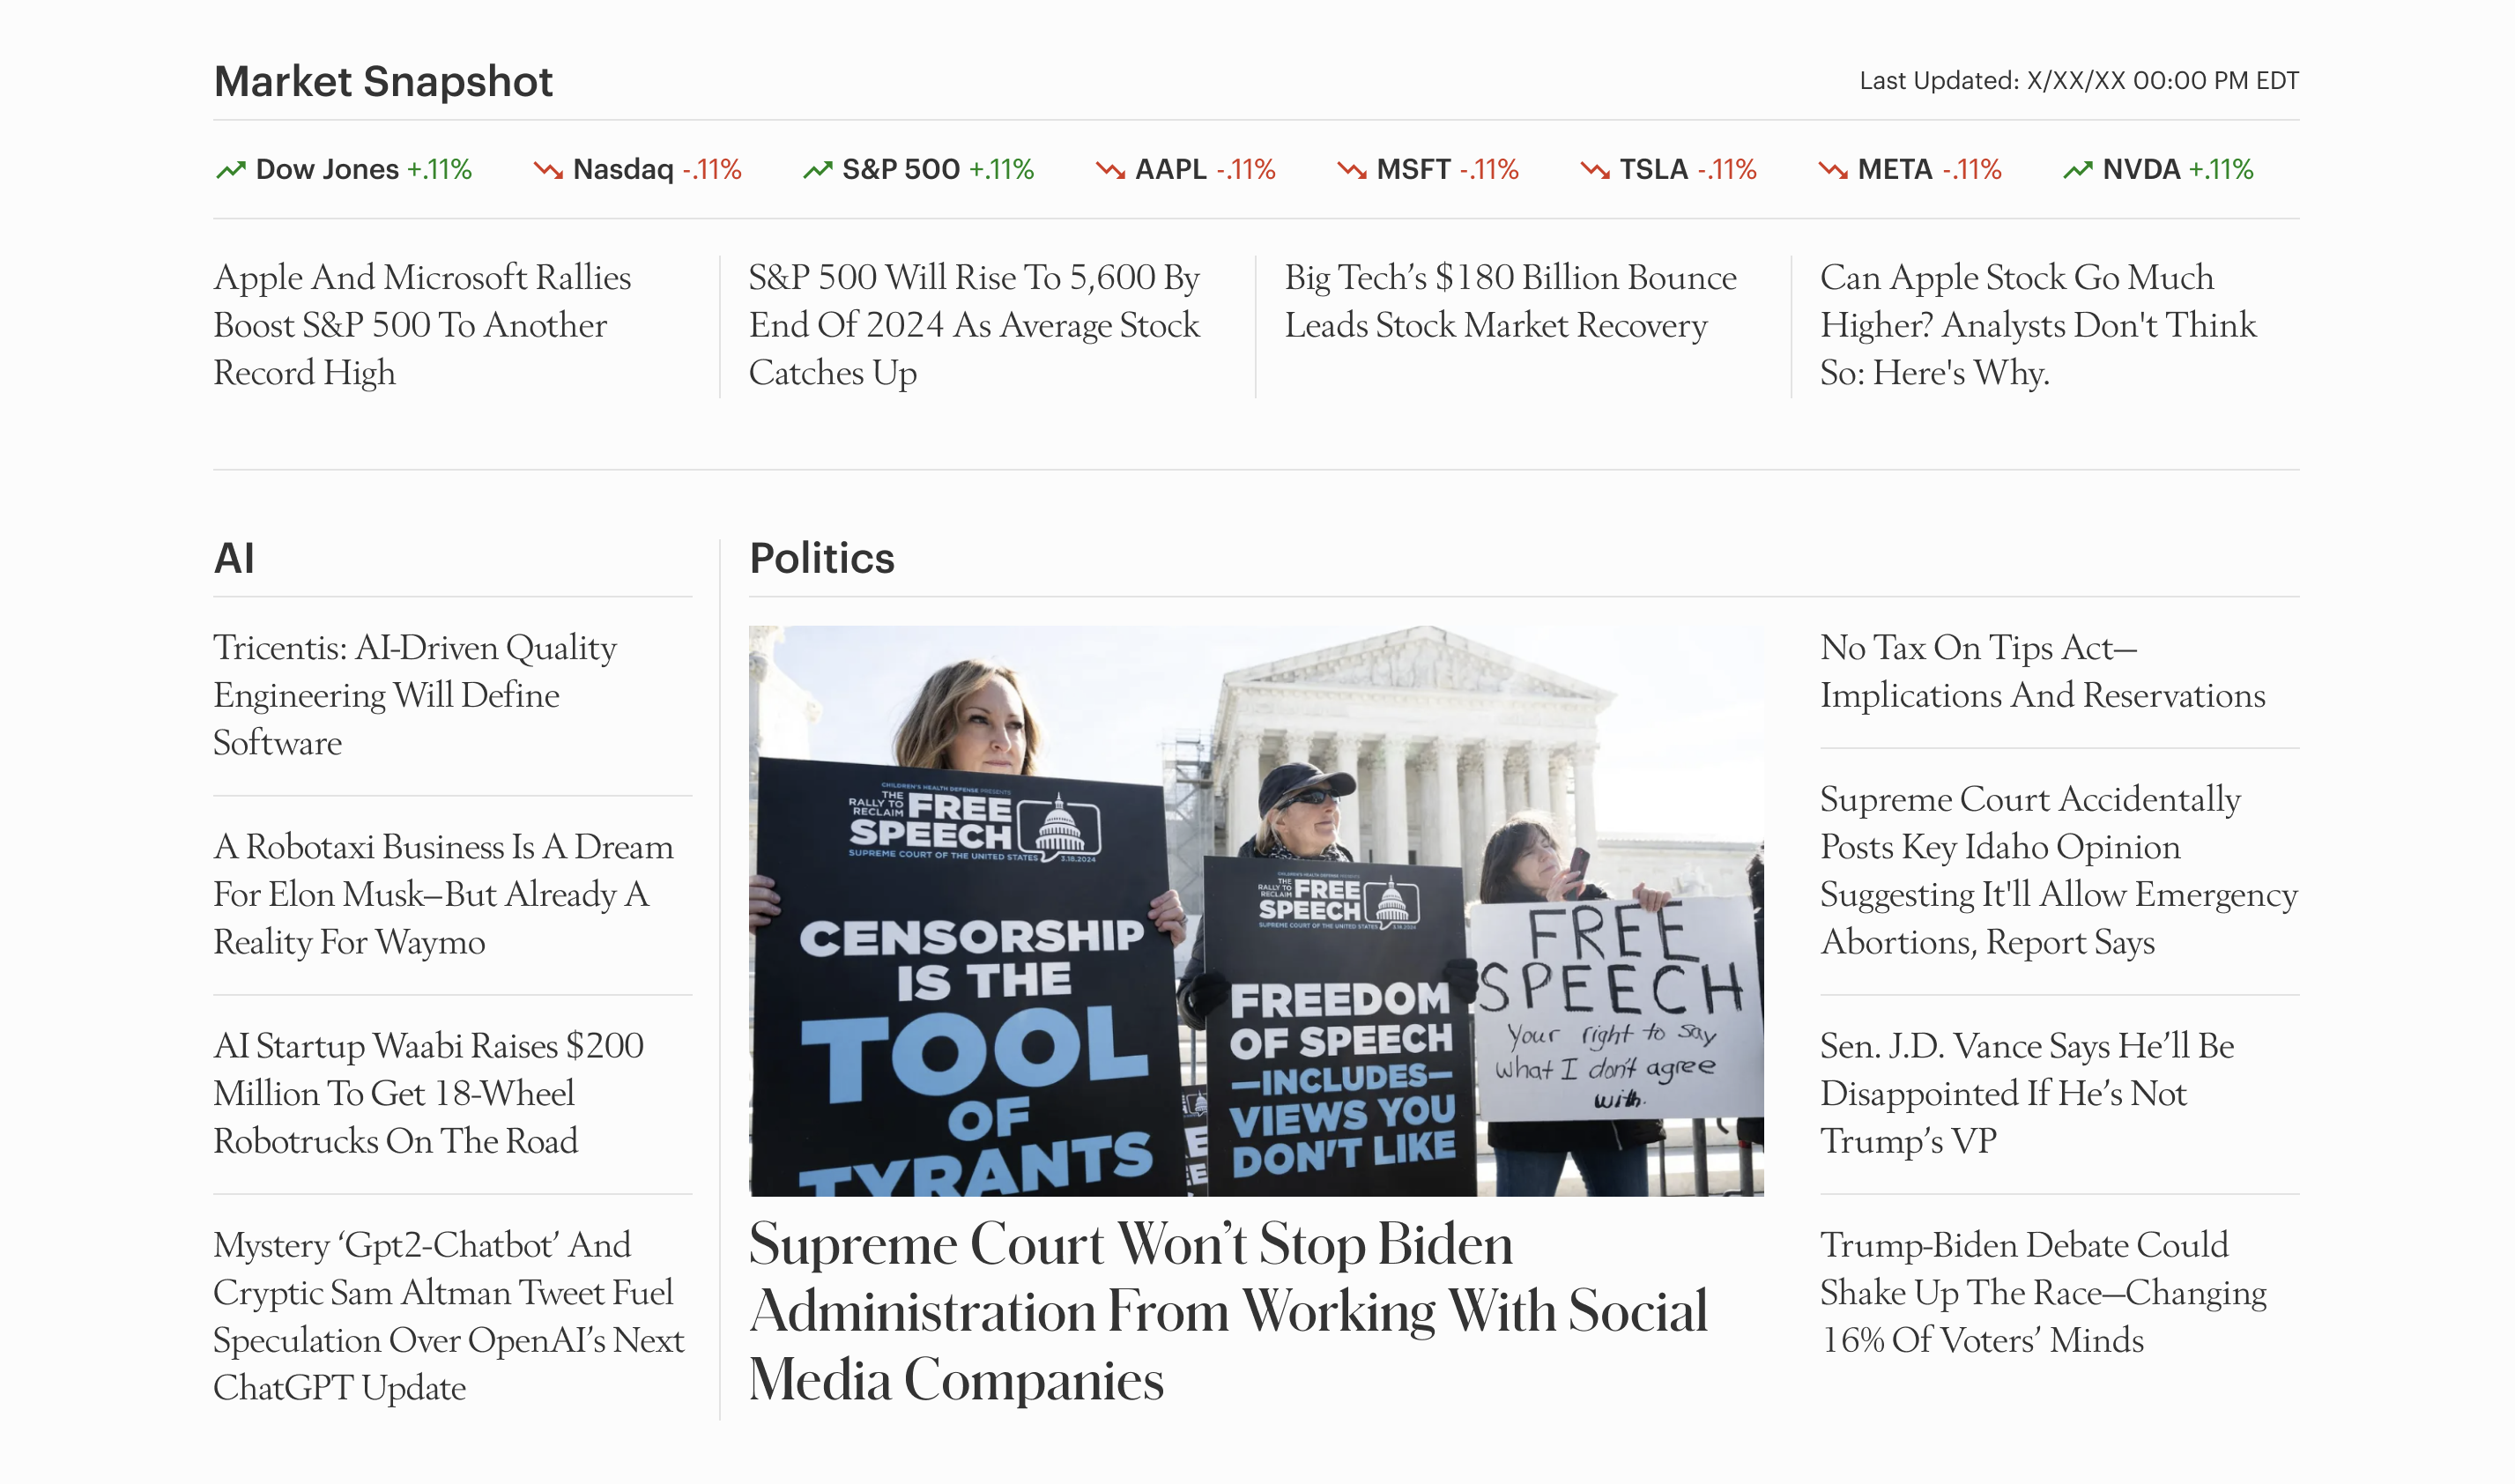 Market Snapshot
Last Updated: X/XX/XX 00:00 PM EDT
Dow Jones +.11% Nasdaq -.11% S&P 500 +.11% AAPL -.11% MSFT -.11% TSLA -.11% META -.11% NVDA +.11%
Apple And Microsoft Rallies
Boost S&P 500 To Another
Record High
S&P 500 Will Rise To 5,600 By
End Of 2024 As Average Stock
Catches Up
Big Tech’s $180 Billion Bounce
Leads Stock Market Recovery
Can Apple Stock Go Much
Higher? Analysts Don't Think
So: Here's Why.
AI
Tricentis: AI-Driven Quality
Engineering Will Define
Software
A Robotaxi Business Is A Dream
For Elon Musk—But Already A
Reality For Waymo
AI Startup Waabi Raises $200
Million To Get 18-Wheel
Robotrucks On The Road
Mystery ‘Gpt2-Chatbot’ And
Cryptic Sam Altman Tweet Fuel
Speculation Over OpenAI’s Next
ChatGPT Update
Politics
CHILDREN'S HEALTH DEFENSE PRESENTS
THE
RALLY TO
RECLAIM
FREE
SPEECH
SUPREME COURT OF THE UNITED STATES 3.18.2024
CENSORSHIP
IS THE
TOOL
OF
TYRANTS
THE
RALLY TO
RECLAIM
FREE
SPEECH
SUPREME COURT OF THE UNITED STATES 3.18.2024
FREEDOM
OF SPEECH
—INCLUDES—
VIEWS YOU
DON'T LIKE
FREE
SPEECH
Your right to say
what I don't agree
with.
Supreme Court Won’t Stop Biden
Administration From Working With Social
Media Companies
No Tax On Tips Act—
Implications And Reservations
Supreme Court Accidentally
Posts Key Idaho Opinion
Suggesting It'll Allow Emergency
Abortions, Report Says
Sen. J.D. Vance Says He’ll Be
Disappointed If He’s Not
Trump’s VP
Trump-Biden Debate Could
Shake Up The Race—Changing
16% Of Voters’ Minds